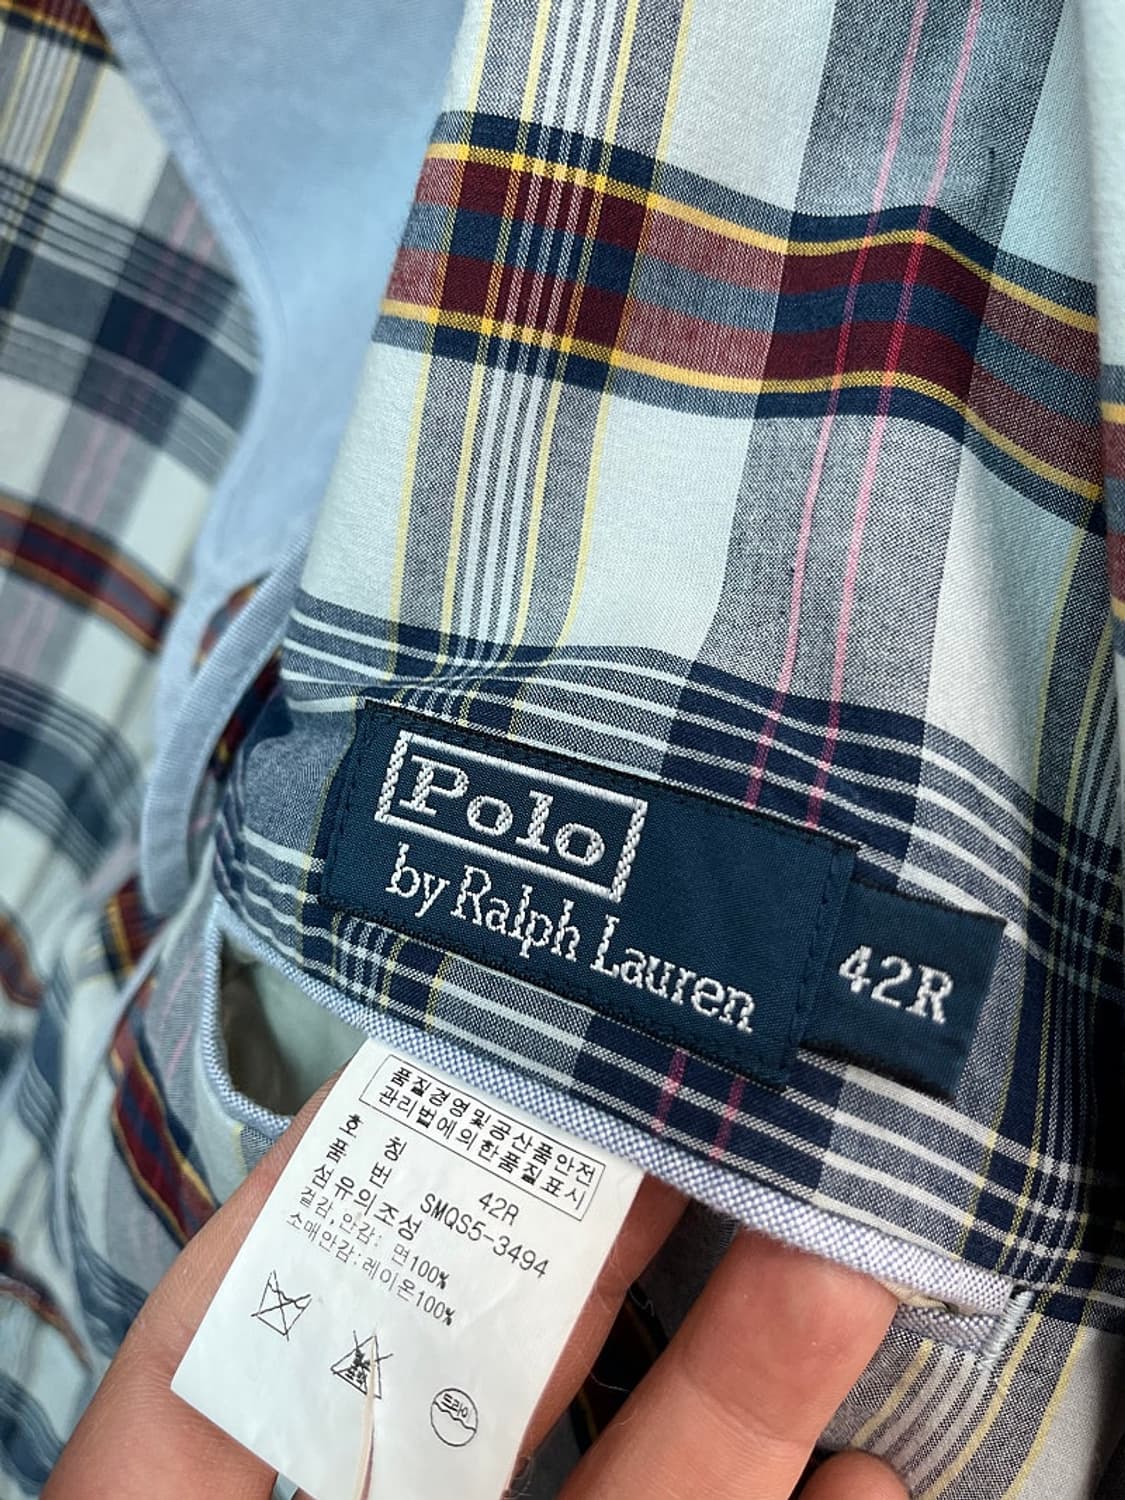 Polo
by Ralph Lauren
42R
품질경영및공산품안전
관리법에의한품질표시
호 칭 42R
품 번 SMQS5-3494
섬유의조성
겉감,안감: 면100%
소매안감:레이온100%
드라이